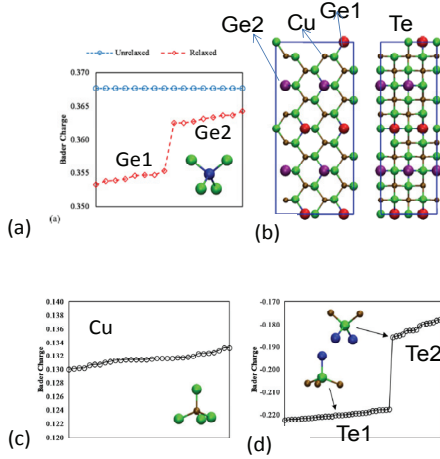 Ge1
Ge2
Cu
Te
Unrelaxed
Relaxed
0.370
0.365
0.360
0.355
0.350
Bader Charge
Ge1
Ge2
(a)
(a)
(b)
0.140
0.138
0.136
0.134
0.132
0.130
0.128
0.126
0.124
0.122
0.120
Bader Charge
Cu
(c)
-0.170
-0.180
-0.190
-0.200
-0.210
-0.220
Bader Charge
Te2
Te1
(d)